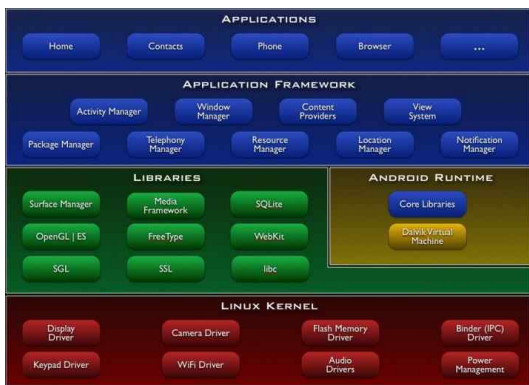 APPLICATIONS
Home
Contacts
Phone
Browser
...
APPLICATION FRAMEWORK
Activity Manager
Window
Manager
Content
Providers
View
System
Package Manager
Telephony
Manager
Resource
Manager
Location
Manager
Notification
Manager
LIBRARIES
Surface Manager
Media
Framework
SQLite
OpenGL | ES
FreeType
WebKit
SGL
SSL
libc
ANDROID RUNTIME
Core Libraries
Dalvik Virtual
Machine
LINUX KERNEL
Display
Driver
Camera Driver
Flash Memory
Driver
Binder (IPC)
Driver
Keypad Driver
WiFi Driver
Audio
Drivers
Power
Management